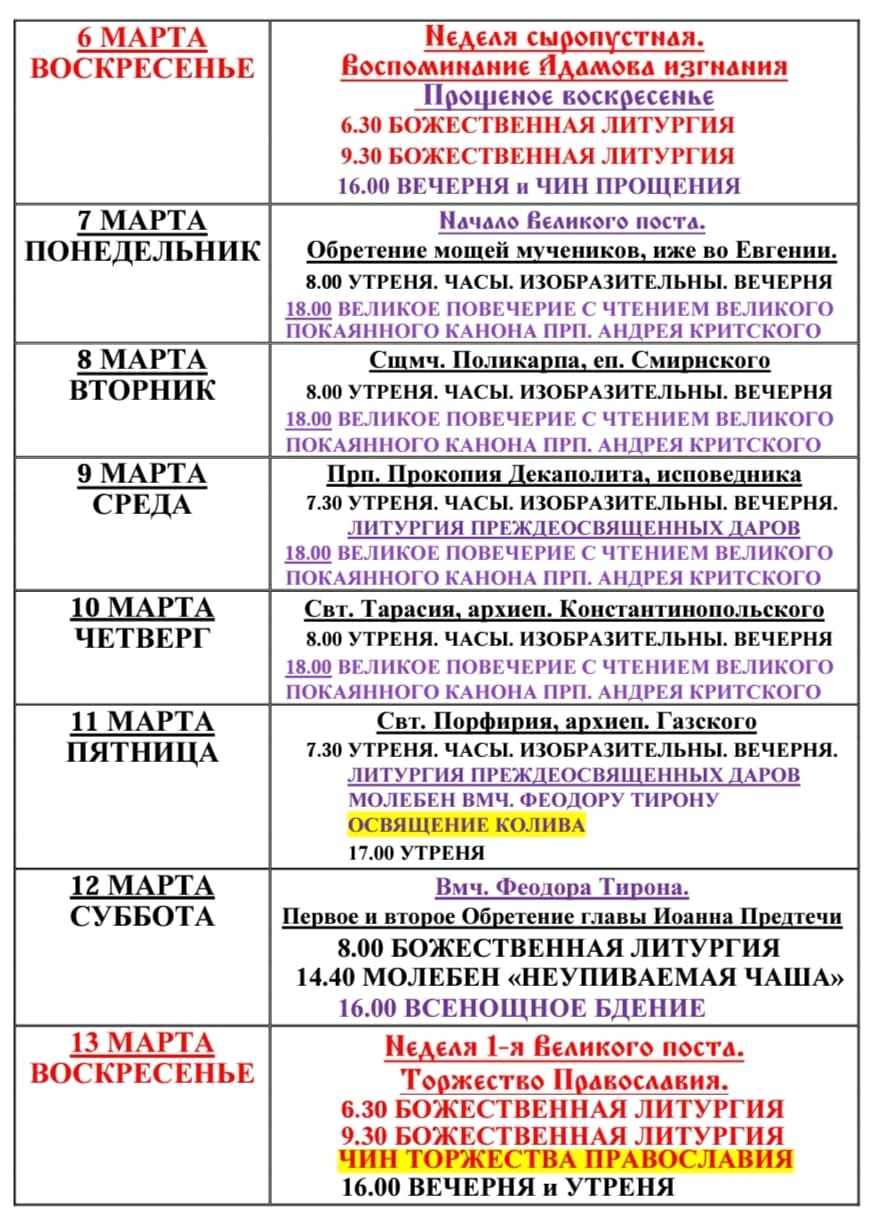 6 МАРТА
ВОСКРЕСЕНЬЕ
Неделя сыропустная.
Воспоминание Адамова изгнания
Прощеное воскресенье
6.30 БОЖЕСТВЕННАЯ ЛИТУРГИЯ
9.30 БОЖЕСТВЕННАЯ ЛИТУРГИЯ
16.00 ВЕЧЕРНЯ и ЧИН ПРОЩЕНИЯ
7 МАРТА
ПОНЕДЕЛЬНИК
Начало Великого поста.
Обретение мощей мучеников, иже во Евгении.
8.00 УТРЕНЯ. ЧАСЫ. ИЗОБРАЗИТЕЛЬНЫ. ВЕЧЕРНЯ
18.00 ВЕЛИКОЕ ПОВЕЧЕРИЕ С ЧТЕНИЕМ ВЕЛИКОГО
ПОКАЯННОГО КАНОНА ПРП. АНДРЕЯ КРИТСКОГО
8 МАРТА
ВТОРНИК
Сщмч. Поликарпа, еп. Смирнского
8.00 УТРЕНЯ. ЧАСЫ. ИЗОБРАЗИТЕЛЬНЫ. ВЕЧЕРНЯ
18.00 ВЕЛИКОЕ ПОВЕЧЕРИЕ С ЧТЕНИЕМ ВЕЛИКОГО
ПОКАЯННОГО КАНОНА ПРП. АНДРЕЯ КРИТСКОГО
9 МАРТА
СРЕДА
Прп. Прокопия Декаполита, исповедника
7.30 УТРЕНЯ. ЧАСЫ. ИЗОБРАЗИТЕЛЬНЫ. ВЕЧЕРНЯ.
ЛИТУРГИЯ ПРЕЖДЕОСВЯЩЕННЫХ ДАРОВ
18.00 ВЕЛИКОЕ ПОВЕЧЕРИЕ С ЧТЕНИЕМ ВЕЛИКОГО
ПОКАЯННОГО КАНОНА ПРП. АНДРЕЯ КРИТСКОГО
10 МАРТА
ЧЕТВЕРГ
Свт. Тарасия, архиеп. Константинопольского
8.00 УТРЕНЯ. ЧАСЫ. ИЗОБРАЗИТЕЛЬНЫ. ВЕЧЕРНЯ
18.00 ВЕЛИКОЕ ПОВЕЧЕРИЕ С ЧТЕНИЕМ ВЕЛИКОГО
ПОКАЯННОГО КАНОНА ПРП. АНДРЕЯ КРИТСКОГО
11 МАРТА
ПЯТНИЦА
Свт. Порфирия, архиеп. Газского
7.30 УТРЕНЯ. ЧАСЫ. ИЗОБРАЗИТЕЛЬНЫ. ВЕЧЕРНЯ.
ЛИТУРГИЯ ПРЕЖДЕОСВЯЩЕННЫХ ДАРОВ
МОЛЕБЕН ВМЧ. ФЕОДОРУ ТИРОНУ
ОСВЯЩЕНИЕ КОЛИВА
17.00 УТРЕНЯ
12 МАРТА
СУББОТА
Вмч. Феодора Тирона.
Первое и второе Обретение главы Иоанна Предтечи
8.00 БОЖЕСТВЕННАЯ ЛИТУРГИЯ
14.40 МОЛЕБЕН «НЕУПИВАЕМАЯ ЧАША»
16.00 ВСЕНОЩНОЕ БДЕНИЕ
13 МАРТА
ВОСКРЕСЕНЬЕ
Неделя 1-я Великого поста.
Торжество Православия.
6.30 БОЖЕСТВЕННАЯ ЛИТУРГИЯ
9.30 БОЖЕСТВЕННАЯ ЛИТУРГИЯ
ЧИН ТОРЖЕСТВА ПРАВОСЛАВИЯ
16.00 ВЕЧЕРНЯ и УТРЕНЯ